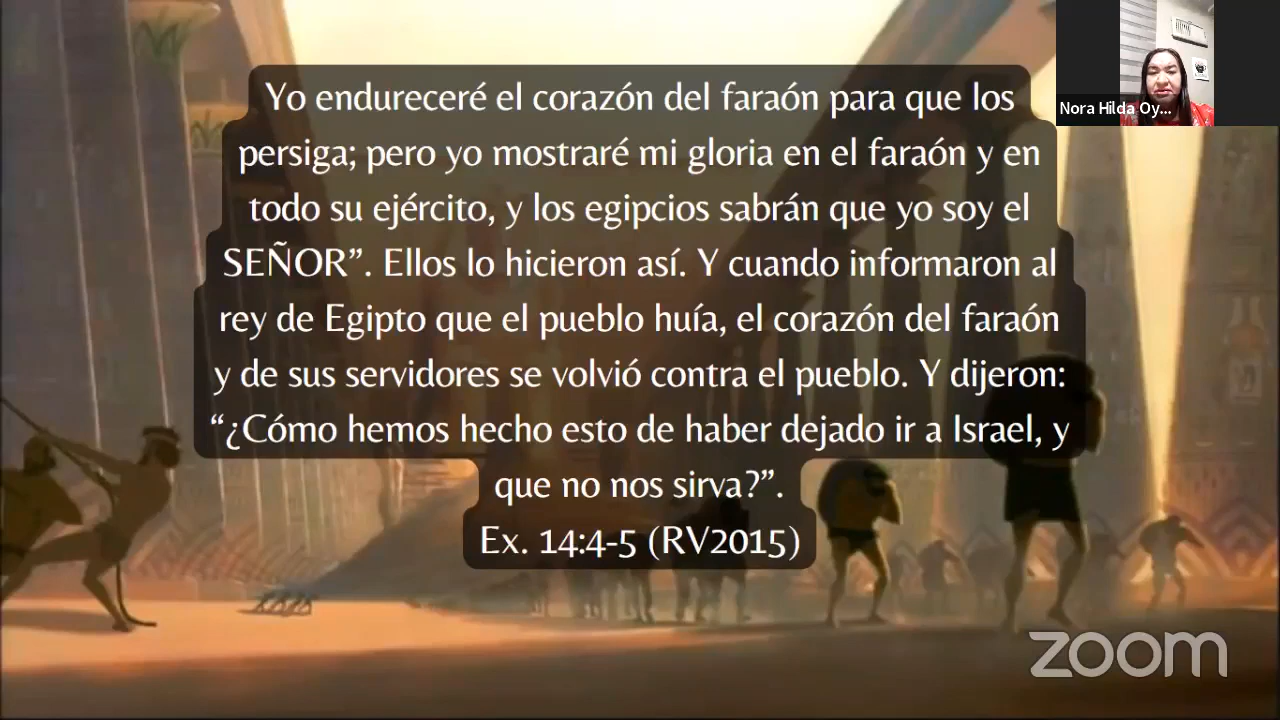 Yo endureceré el corazón del faraón para que los
persiga; pero yo mostraré mi gloria en el faraón y en
todo su ejército, y los egipcios sabrán que yo soy el
SEÑOR”. Ellos lo hicieron así. Y cuando informaron al
rey de Egipto que el pueblo huía, el corazón del faraón
y de sus servidores se volvió contra el pueblo. Y dijeron:
“¿Cómo hemos hecho esto de haber dejado ir a Israel, y
que no nos sirva?”.
Ex. 14:4-5 (RV2015)
Nora Hilda Oy...
zoom